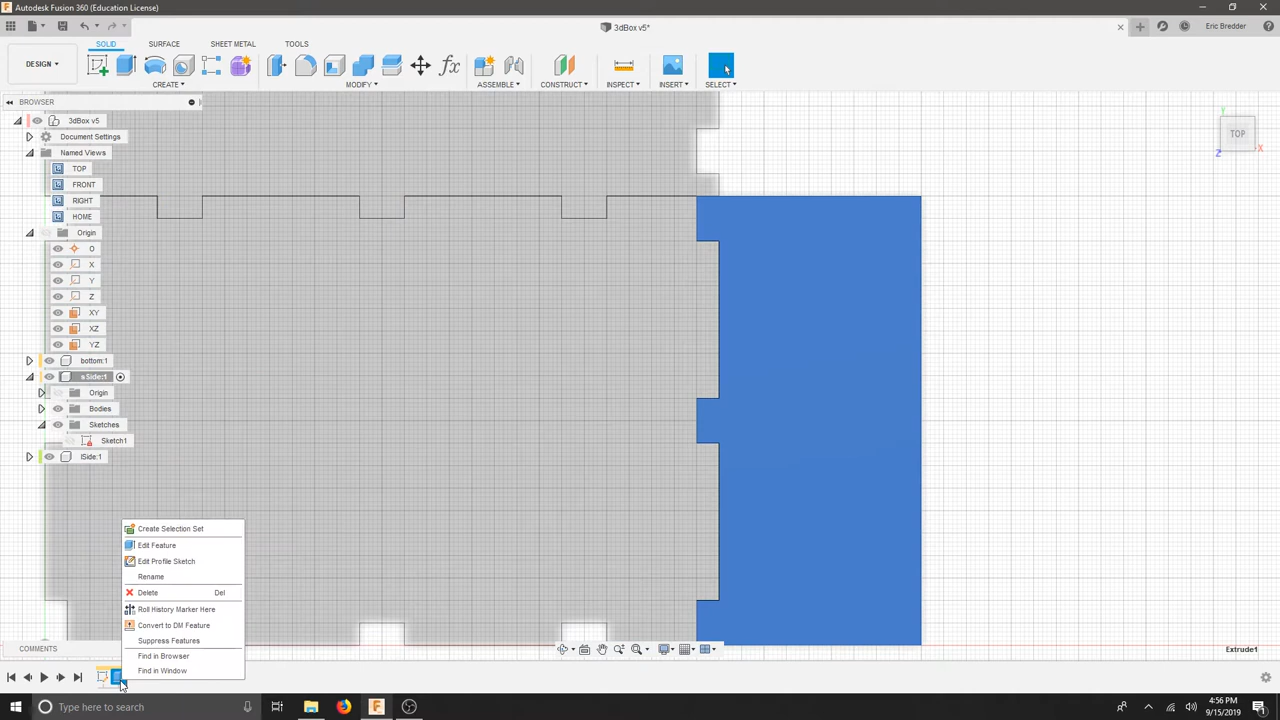 Autodesk Fusion 360 (Education License)
3dBox v5*
Eric Bredder
SOLID SURFACE SHEET METAL TOOLS
DESIGN
CREATE MODIFY ASSEMBLE CONSTRUCT INSPECT INSERT SELECT
BROWSER
3dBox v5
Document Settings
Named Views
TOP
FRONT
RIGHT
HOME
Origin
O
X
Y
Z
XY
XZ
YZ
bottom:1
sSide:1
Origin
Bodies
Sketches
Sketch1
lSide:1
Y
TOP
X
Z
Create Selection Set
Edit Feature
Edit Profile Sketch
Rename
Delete Del
Roll History Marker Here
Convert to DM Feature
Suppress Features
Find in Browser
Find in Window
COMMENTS
Extrude1
Type here to search
4:56 PM
9/15/2019